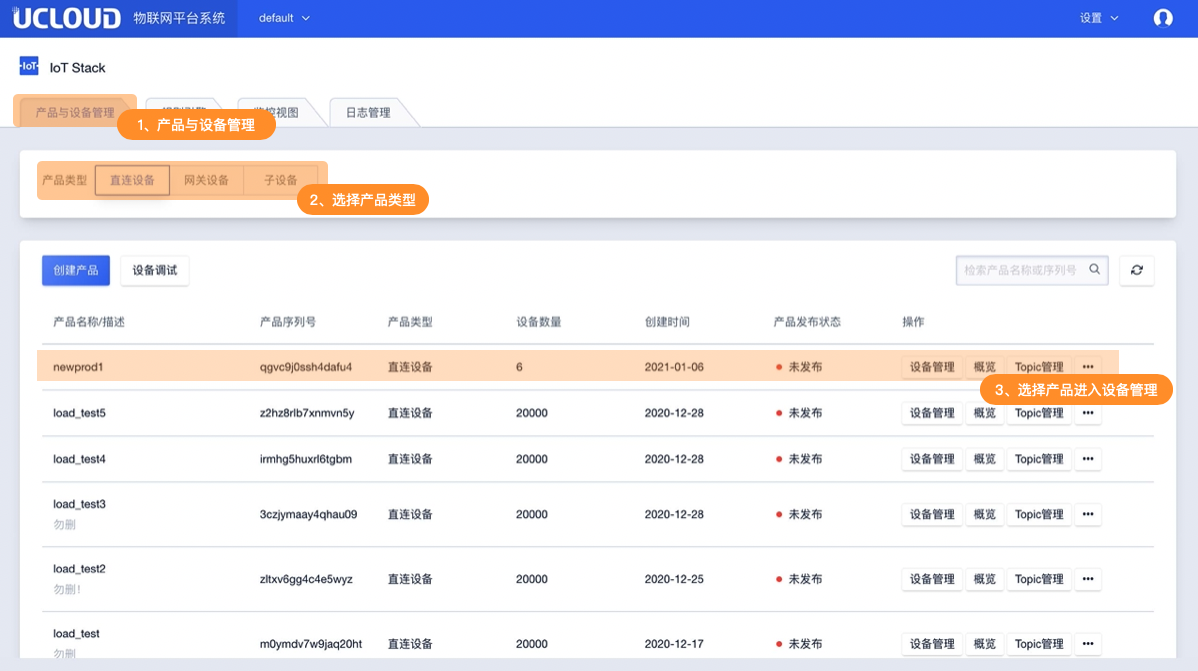 UCLOUD 物联网平台系统 default 设置
IoT IoT Stack
产品与设备管理 监控视图 日志管理
1、产品与设备管理
产品类型 直连设备 网关设备 子设备
2、选择产品类型
创建产品 设备调试 检索产品名称或序列号
产品名称/描述 产品序列号 产品类型 设备数量 创建时间 产品发布状态 操作
newprod1 qgvc9j0ssh4dafu4 直连设备 6 2021-01-06 未发布 设备管理 概览 Topic管理 •••
3、选择产品进入设备管理
load_test5 z2hz8rlb7xnmvn5y 直连设备 20000 2020-12-28 未发布 设备管理 概览 Topic管理 •••
load_test4 irmhg5huxrl6tgbm 直连设备 20000 2020-12-28 未发布 设备管理 概览 Topic管理 •••
load_test3 3czjymaay4qhau09 直连设备 20000 2020-12-28 未发布 设备管理 概览 Topic管理 •••
勿删
load_test2 zltxv6gg4c4e5wyz 直连设备 20000 2020-12-25 未发布 设备管理 概览 Topic管理 •••
勿删！
load_test m0ymdv7w9jaq20ht 直连设备 20000 2020-12-17 未发布 设备管理 概览 Topic管理 •••
勿删